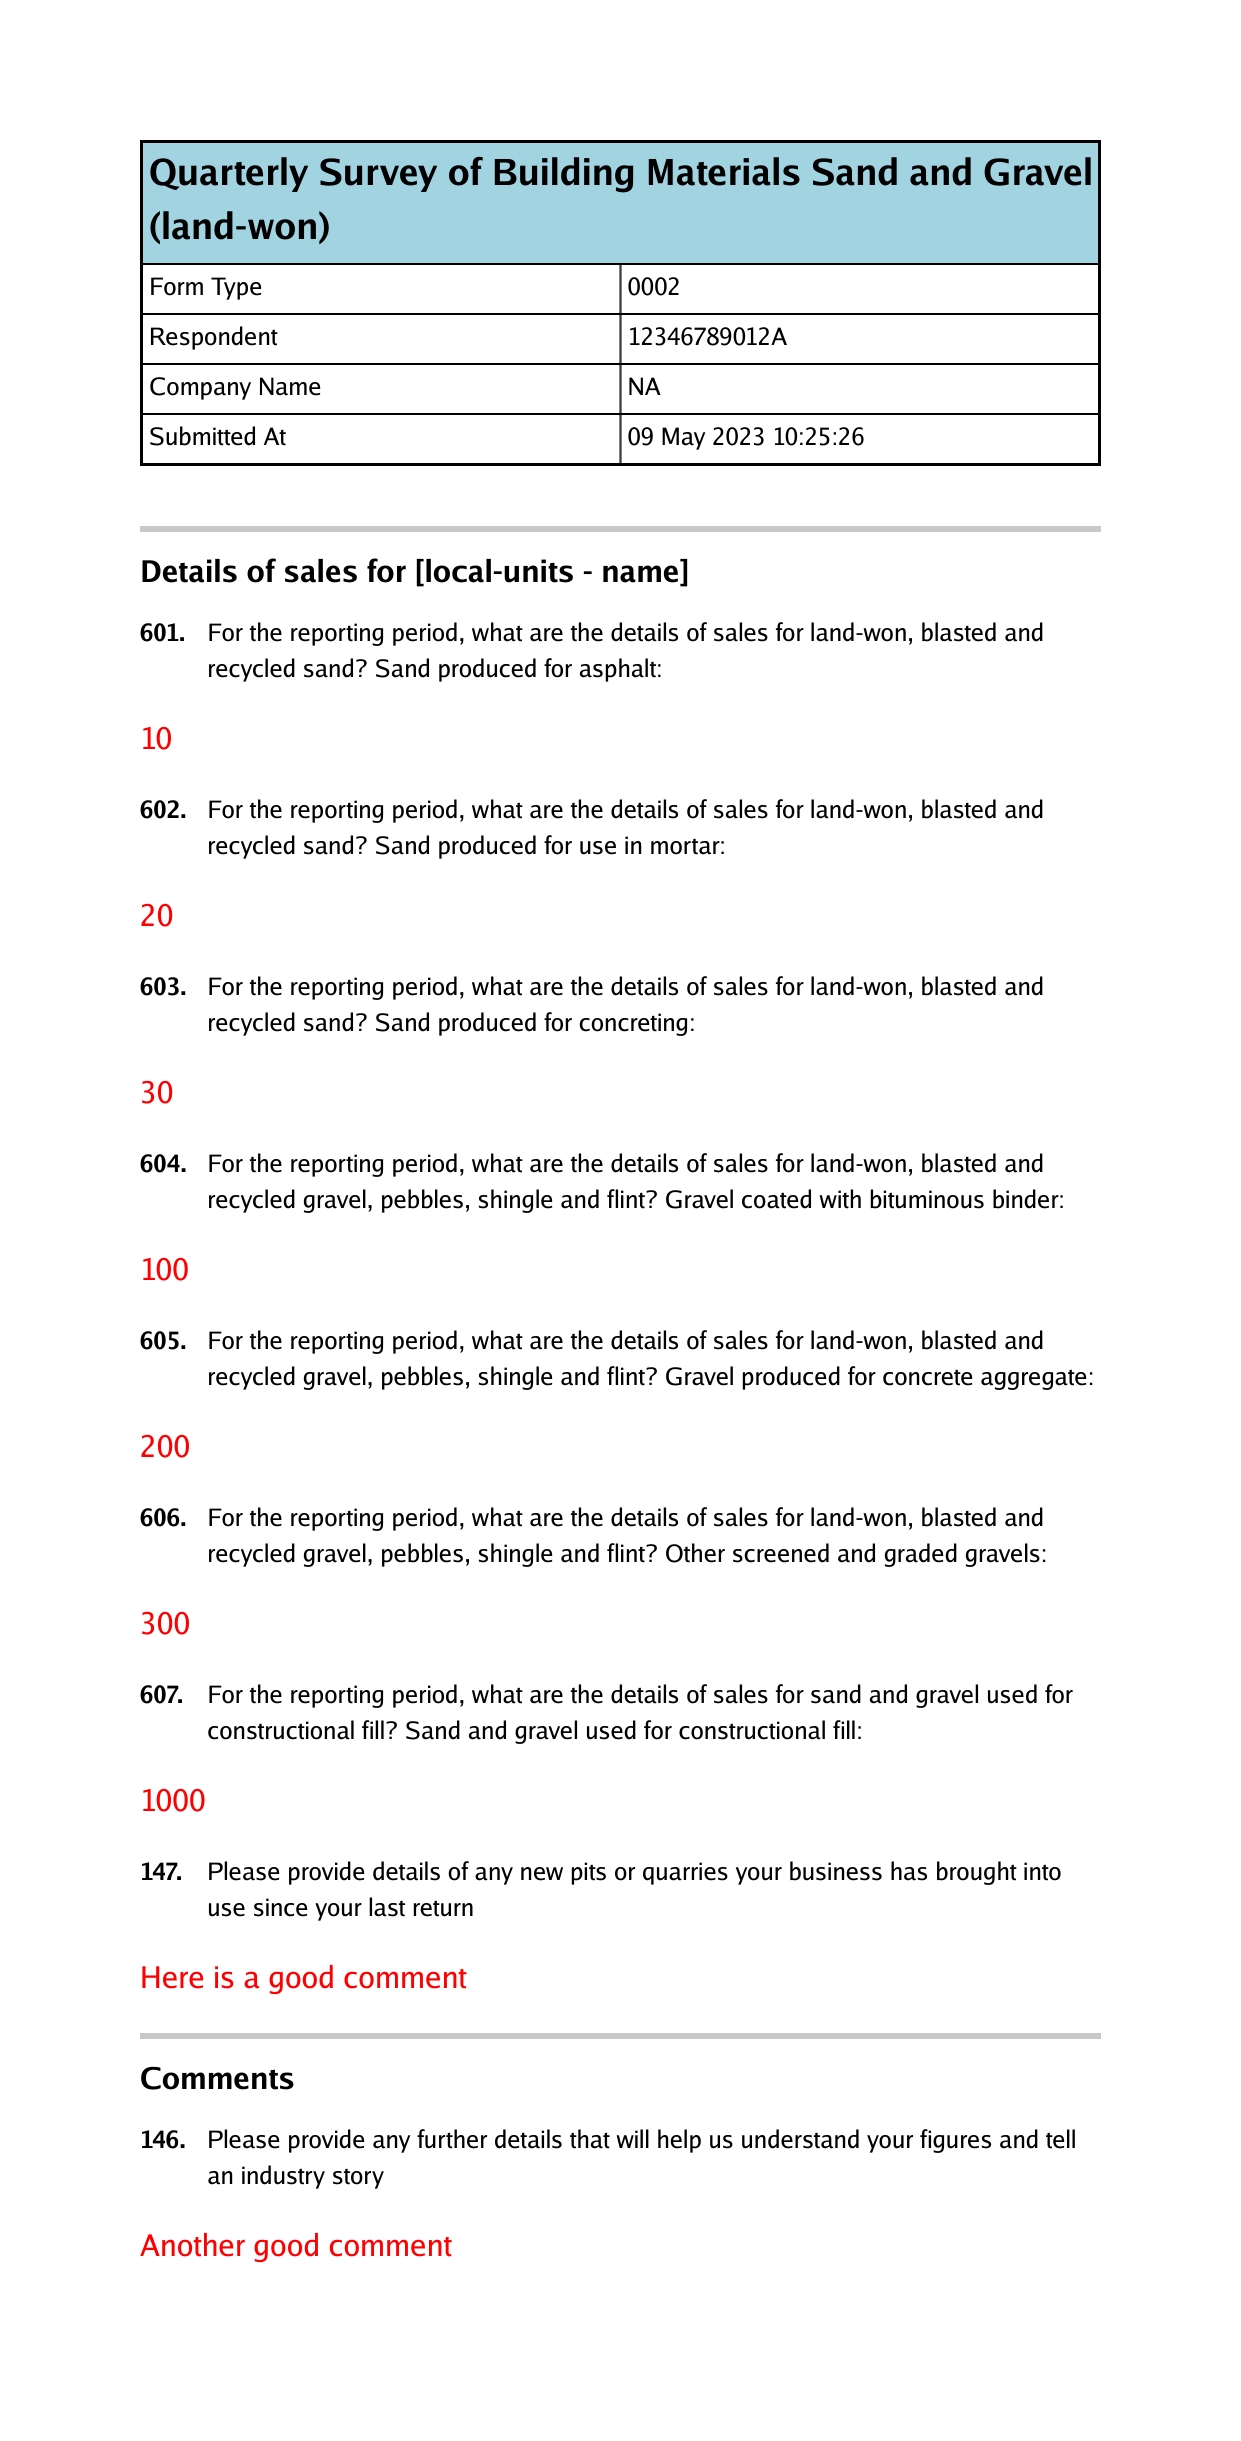 Quarterly Survey of Building Materials Sand and Gravel
(land-won)
Form Type 0002
Respondent 12346789012A
Company Name NA
Submitted At 09 May 2023 10:25:26
Details of sales for [local-units - name]
601. For the reporting period, what are the details of sales for land-won, blasted and
recycled sand? Sand produced for asphalt:
10
602. For the reporting period, what are the details of sales for land-won, blasted and
recycled sand? Sand produced for use in mortar:
20
603. For the reporting period, what are the details of sales for land-won, blasted and
recycled sand? Sand produced for concreting:
30
604. For the reporting period, what are the details of sales for land-won, blasted and
recycled gravel, pebbles, shingle and flint? Gravel coated with bituminous binder:
100
605. For the reporting period, what are the details of sales for land-won, blasted and
recycled gravel, pebbles, shingle and flint? Gravel produced for concrete aggregate:
200
606. For the reporting period, what are the details of sales for land-won, blasted and
recycled gravel, pebbles, shingle and flint? Other screened and graded gravels:
300
607. For the reporting period, what are the details of sales for sand and gravel used for
constructional fill? Sand and gravel used for constructional fill:
1000
147. Please provide details of any new pits or quarries your business has brought into
use since your last return
Here is a good comment
Comments
146. Please provide any further details that will help us understand your figures and tell
an industry story
Another good comment